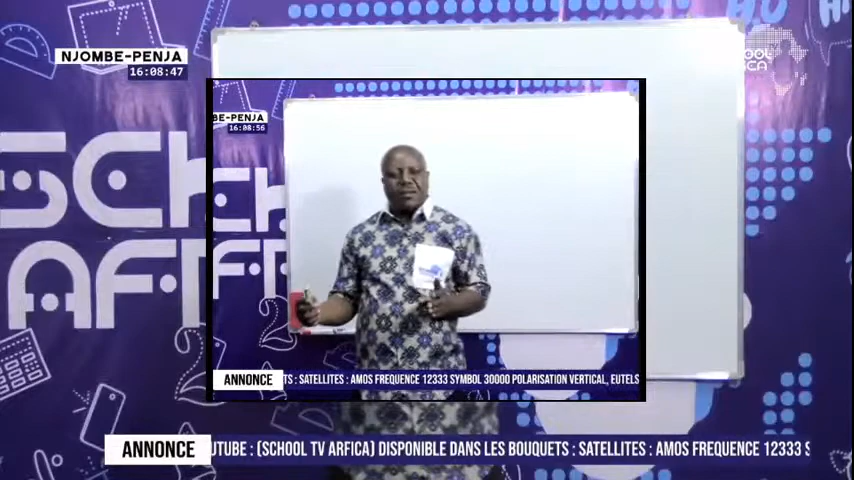 NJOMBE-PENJA
16:08:47
BE-PENJA
16:08:56
ANNONCE
TS : SATELLITES : AMOS FREQUENCE 12333 SYMBOL 30000 POLARISATION VERTICAL, EUTELS
ANNONCE
UTUBE : (SCHOOL TV ARFICA) DISPONIBLE DANS LES BOUQUETS : SATELLITES : AMOS FREQUENCE 12333 S